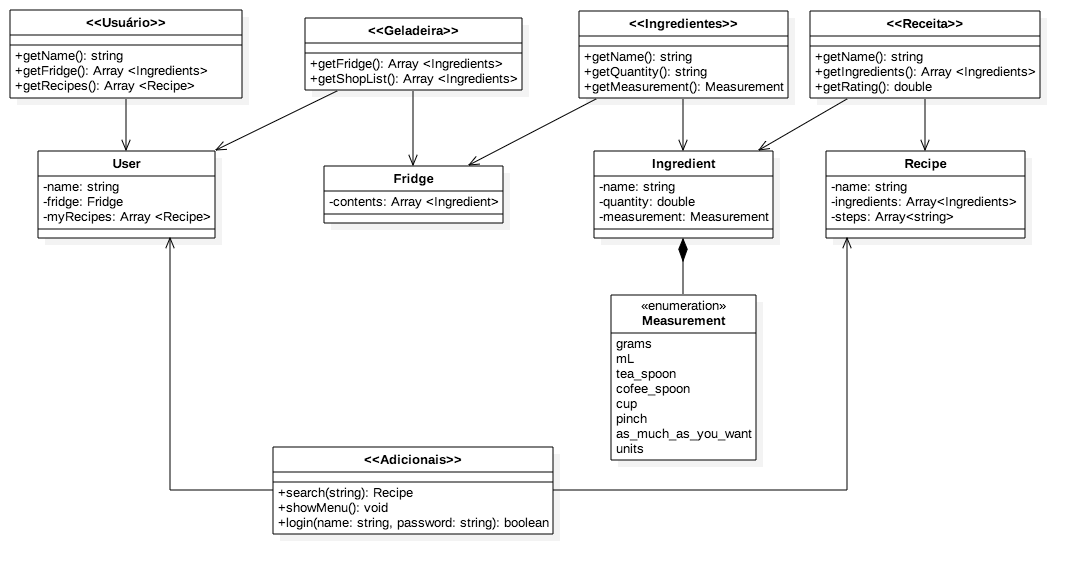 <<Usuário>>
+getName(): string
+getFridge(): Array <Ingredients>
+getRecipes(): Array <Recipe>
<<Geladeira>>
+getFridge(): Array <Ingredients>
+getShopList(): Array <Ingredients>
<<Ingredientes>>
+getName(): string
+getQuantity(): string
+getMeasurement(): Measurement
<<Receita>>
+getName(): string
+getIngredients(): Array <Ingredients>
+getRating(): double
User
-name: string
-fridge: Fridge
-myRecipes: Array <Recipe>
Fridge
-contents: Array <Ingredient>
Ingredient
-name: string
-quantity: double
-measurement: Measurement
Recipe
-name: string
-ingredients: Array<Ingredients>
-steps: Array<string>
«enumeration»
Measurement
grams
mL
tea_spoon
cofee_spoon
cup
pinch
as_much_as_you_want
units
<<Adicionais>>
+search(string): Recipe
+showMenu(): void
+login(name: string, password: string): boolean